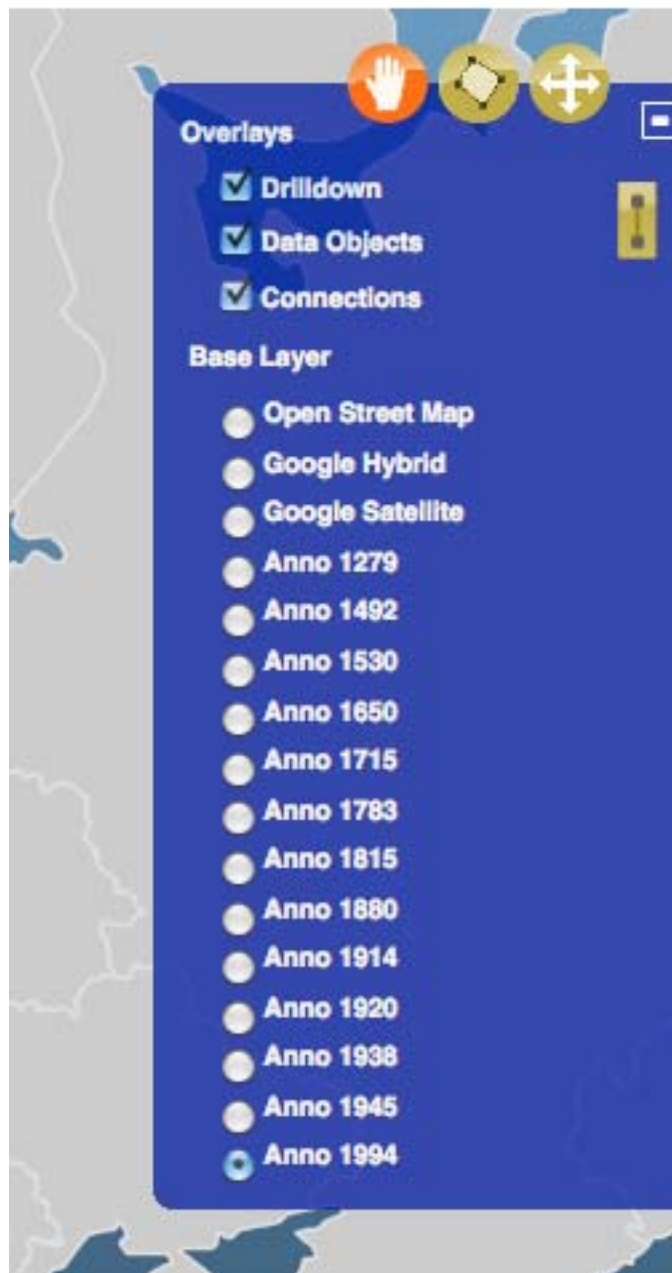 Overlays
Drilldown
Data Objects
Connections
Base Layer
Open Street Map
Google Hybrid
Google Satellite
Anno 1279
Anno 1492
Anno 1530
Anno 1650
Anno 1715
Anno 1783
Anno 1815
Anno 1880
Anno 1914
Anno 1920
Anno 1938
Anno 1945
Anno 1994